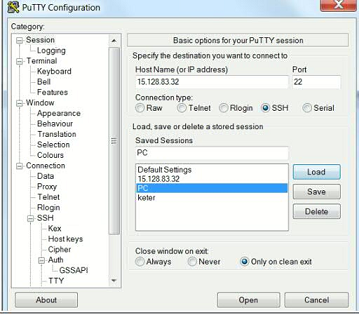 PuTTY Configuration
Category:
Session
Logging
Terminal
Keyboard
Bell
Features
Window
Appearance
Behaviour
Translation
Selection
Colours
Connection
Data
Proxy
Telnet
Rlogin
SSH
Kex
Host keys
Cipher
Auth
GSSAPI
TTY
Basic options for your PuTTY session
Specify the destination you want to connect to
Host Name (or IP address) Port
15.128.83.32 22
Connection type:
Raw Telnet Rlogin SSH Serial
Load, save or delete a stored session
Saved Sessions
PC
Default Settings
15.128.83.32
PC
keter
Load
Save
Delete
Close window on exit:
Always Never Only on clean exit
About Open Cancel